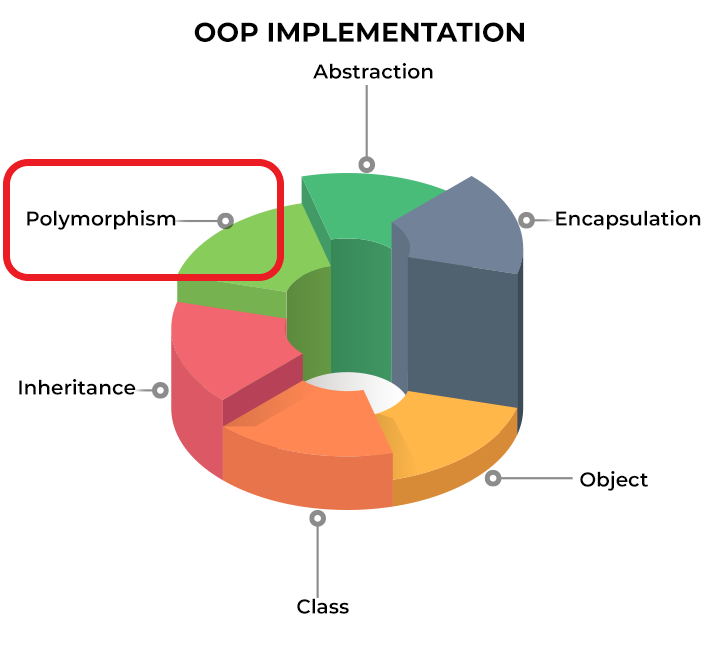 OOP IMPLEMENTATION
Abstraction
Polymorphism
Encapsulation
Inheritance
Object
Class